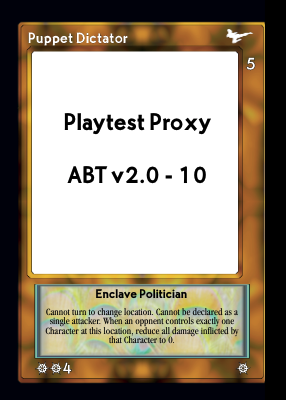 Puppet Dictator
5
Playtest Proxy
ABT v2.0 - 10
Enclave Politician
Cannot turn to change location. Cannot be declared as a
single attacker. When an oppnent controls exactly one
Character at this location, reduce all damage inflicted by
that Character to 0.
4